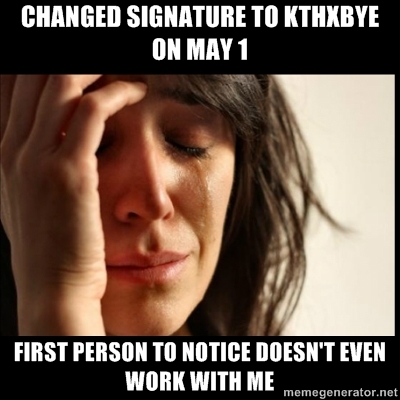 CHANGED SIGNATURE TO KTHXBYE
ON MAY 1
FIRST PERSON TO NOTICE DOESN'T EVEN
WORK WITH ME
memegenerator.net